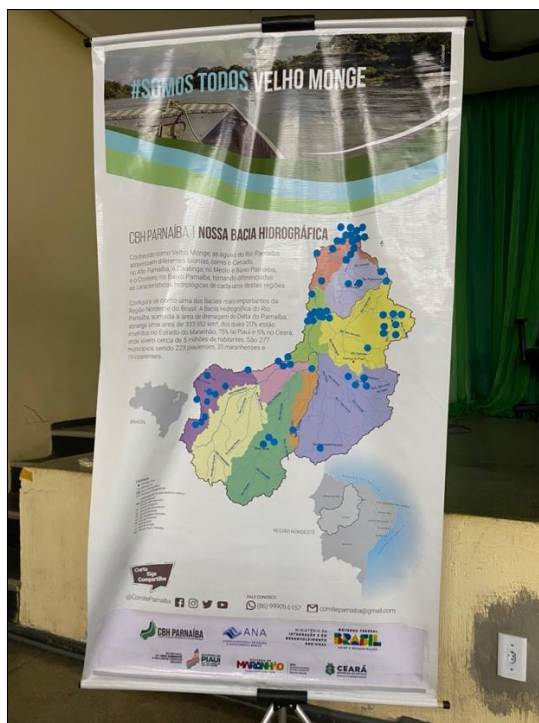 #SOMOS TODOS VELHO MONGE
CBH PARNAÍBA | NOSSA BACIA HIDROGRÁFICA
Conhecido como Velho Monge, as águas do Rio Parnaíba
atravessam diferentes biomas, como o Cerrado,
no Alto Parnaíba, a Caatinga, no Médio e Baixo Parnaíba,
e o Costeiro, no Baixo Parnaíba, tornando diferenciadas
as características hidrológicas de cada uma destas regiões.
Configura-se como uma das Bacias mais importantes da
Região Nordeste do Brasil. A Bacia Hidrográfica do Rio
Parnaíba, somada à área de drenagem do Delta do Parnaíba,
abrange uma área de 333.952 km², dos quais 20% estão
inseridos no Estado do Maranhão, 75% no Piauí e 5% no Ceará,
onde vivem cerca de 5 milhões de habitantes. São 277
municípios sendo 223 piauienses, 35 maranhenses e
19 cearenses.
BRASIL
REGIÃO NORDESTE
Curta
Siga
Compartilhe
@ComiteParnaiba
FALE CONOSCO
(86) 99909.6157
comiteparnaiba@gmail.com
CBH PARNAÍBA
ANA
MINISTÉRIO DA
INTEGRAÇÃO E DO
DESENVOLVIMENTO
REGIONAL
GOVERNO FEDERAL
BRASIL
UNIÃO E RECONSTRUÇÃO
PIAUÍ
MARANHÃO
CEARÁ